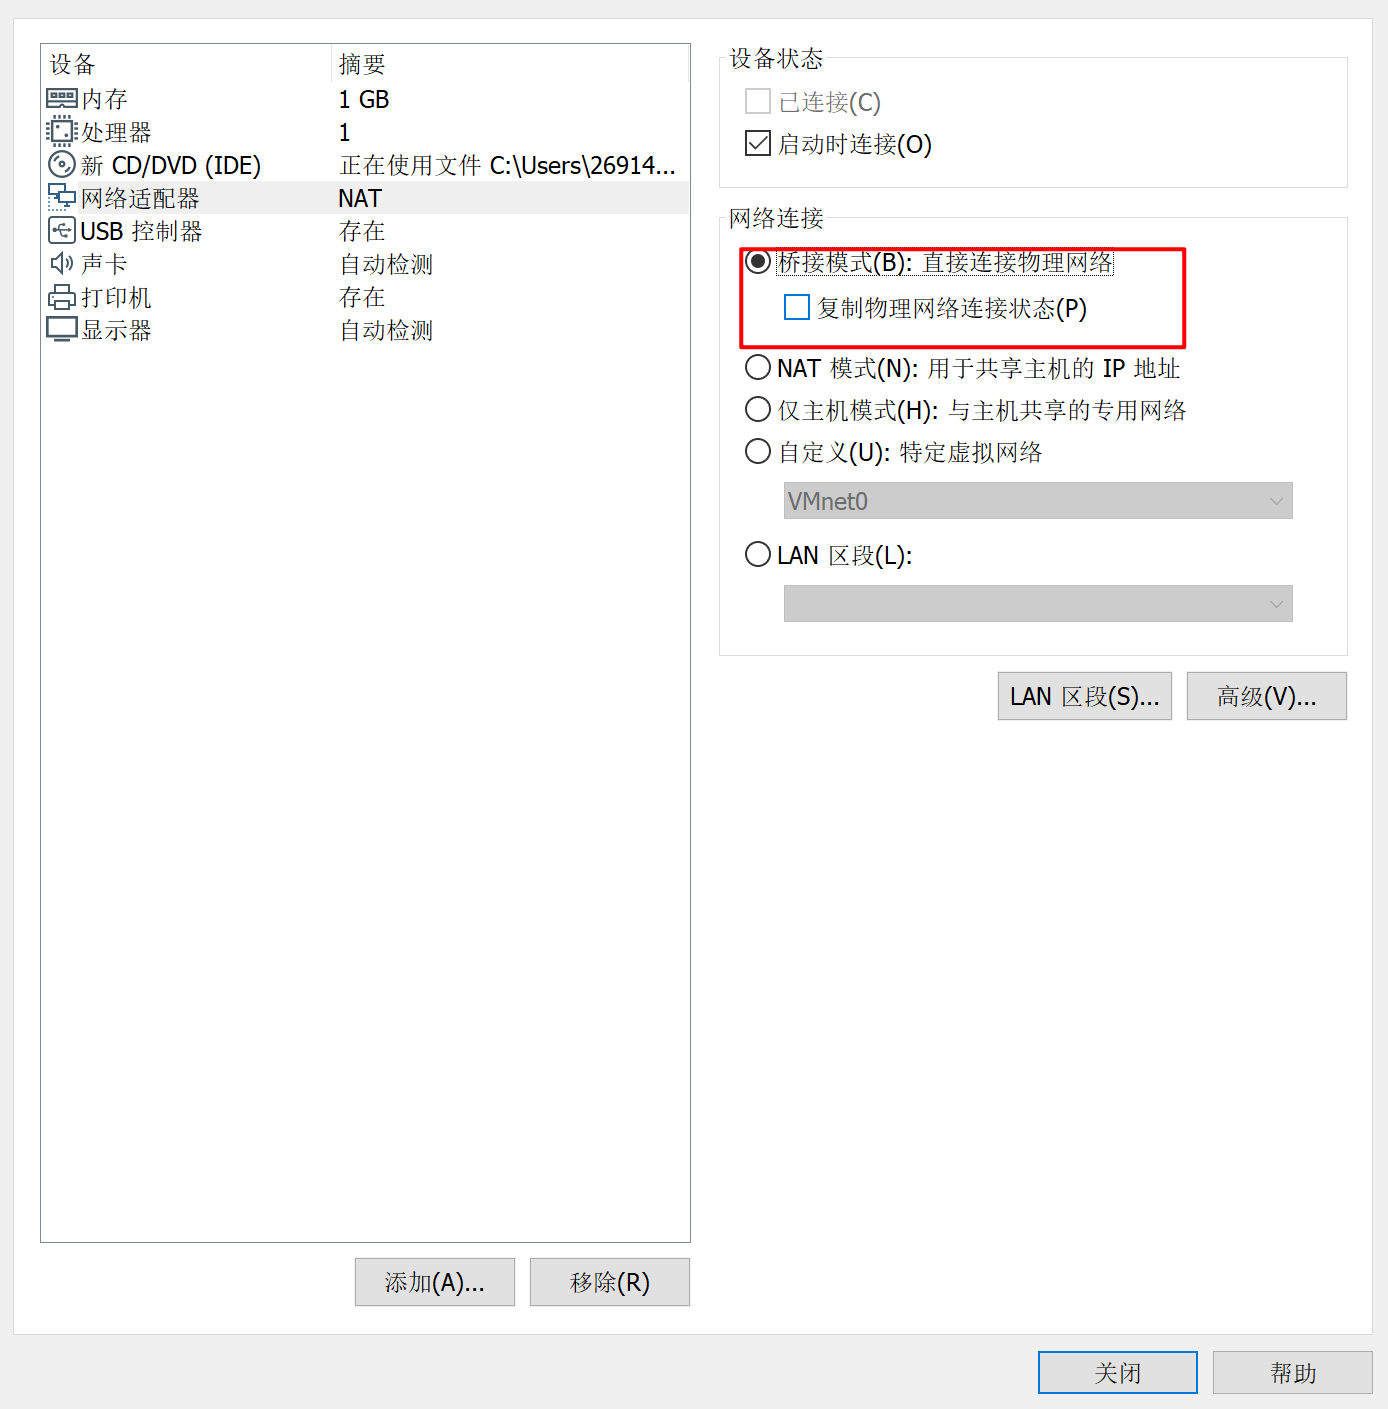 设备 摘要
内存 1 GB
处理器 1
新 CD/DVD (IDE) 正在使用文件 C:\Users\26914...
网络适配器 NAT
USB 控制器 存在
声卡 自动检测
打印机 存在
显示器 自动检测
添加(A)... 移除(R)
设备状态
已连接(C)
启动时连接(O)
网络连接
桥接模式(B): 直接连接物理网络
复制物理网络连接状态(P)
NAT 模式(N): 用于共享主机的 IP 地址
仅主机模式(H): 与主机共享的专用网络
自定义(U): 特定虚拟网络
VMnet0
LAN 区段(L):
LAN 区段(S)... 高级(V)...
关闭 帮助